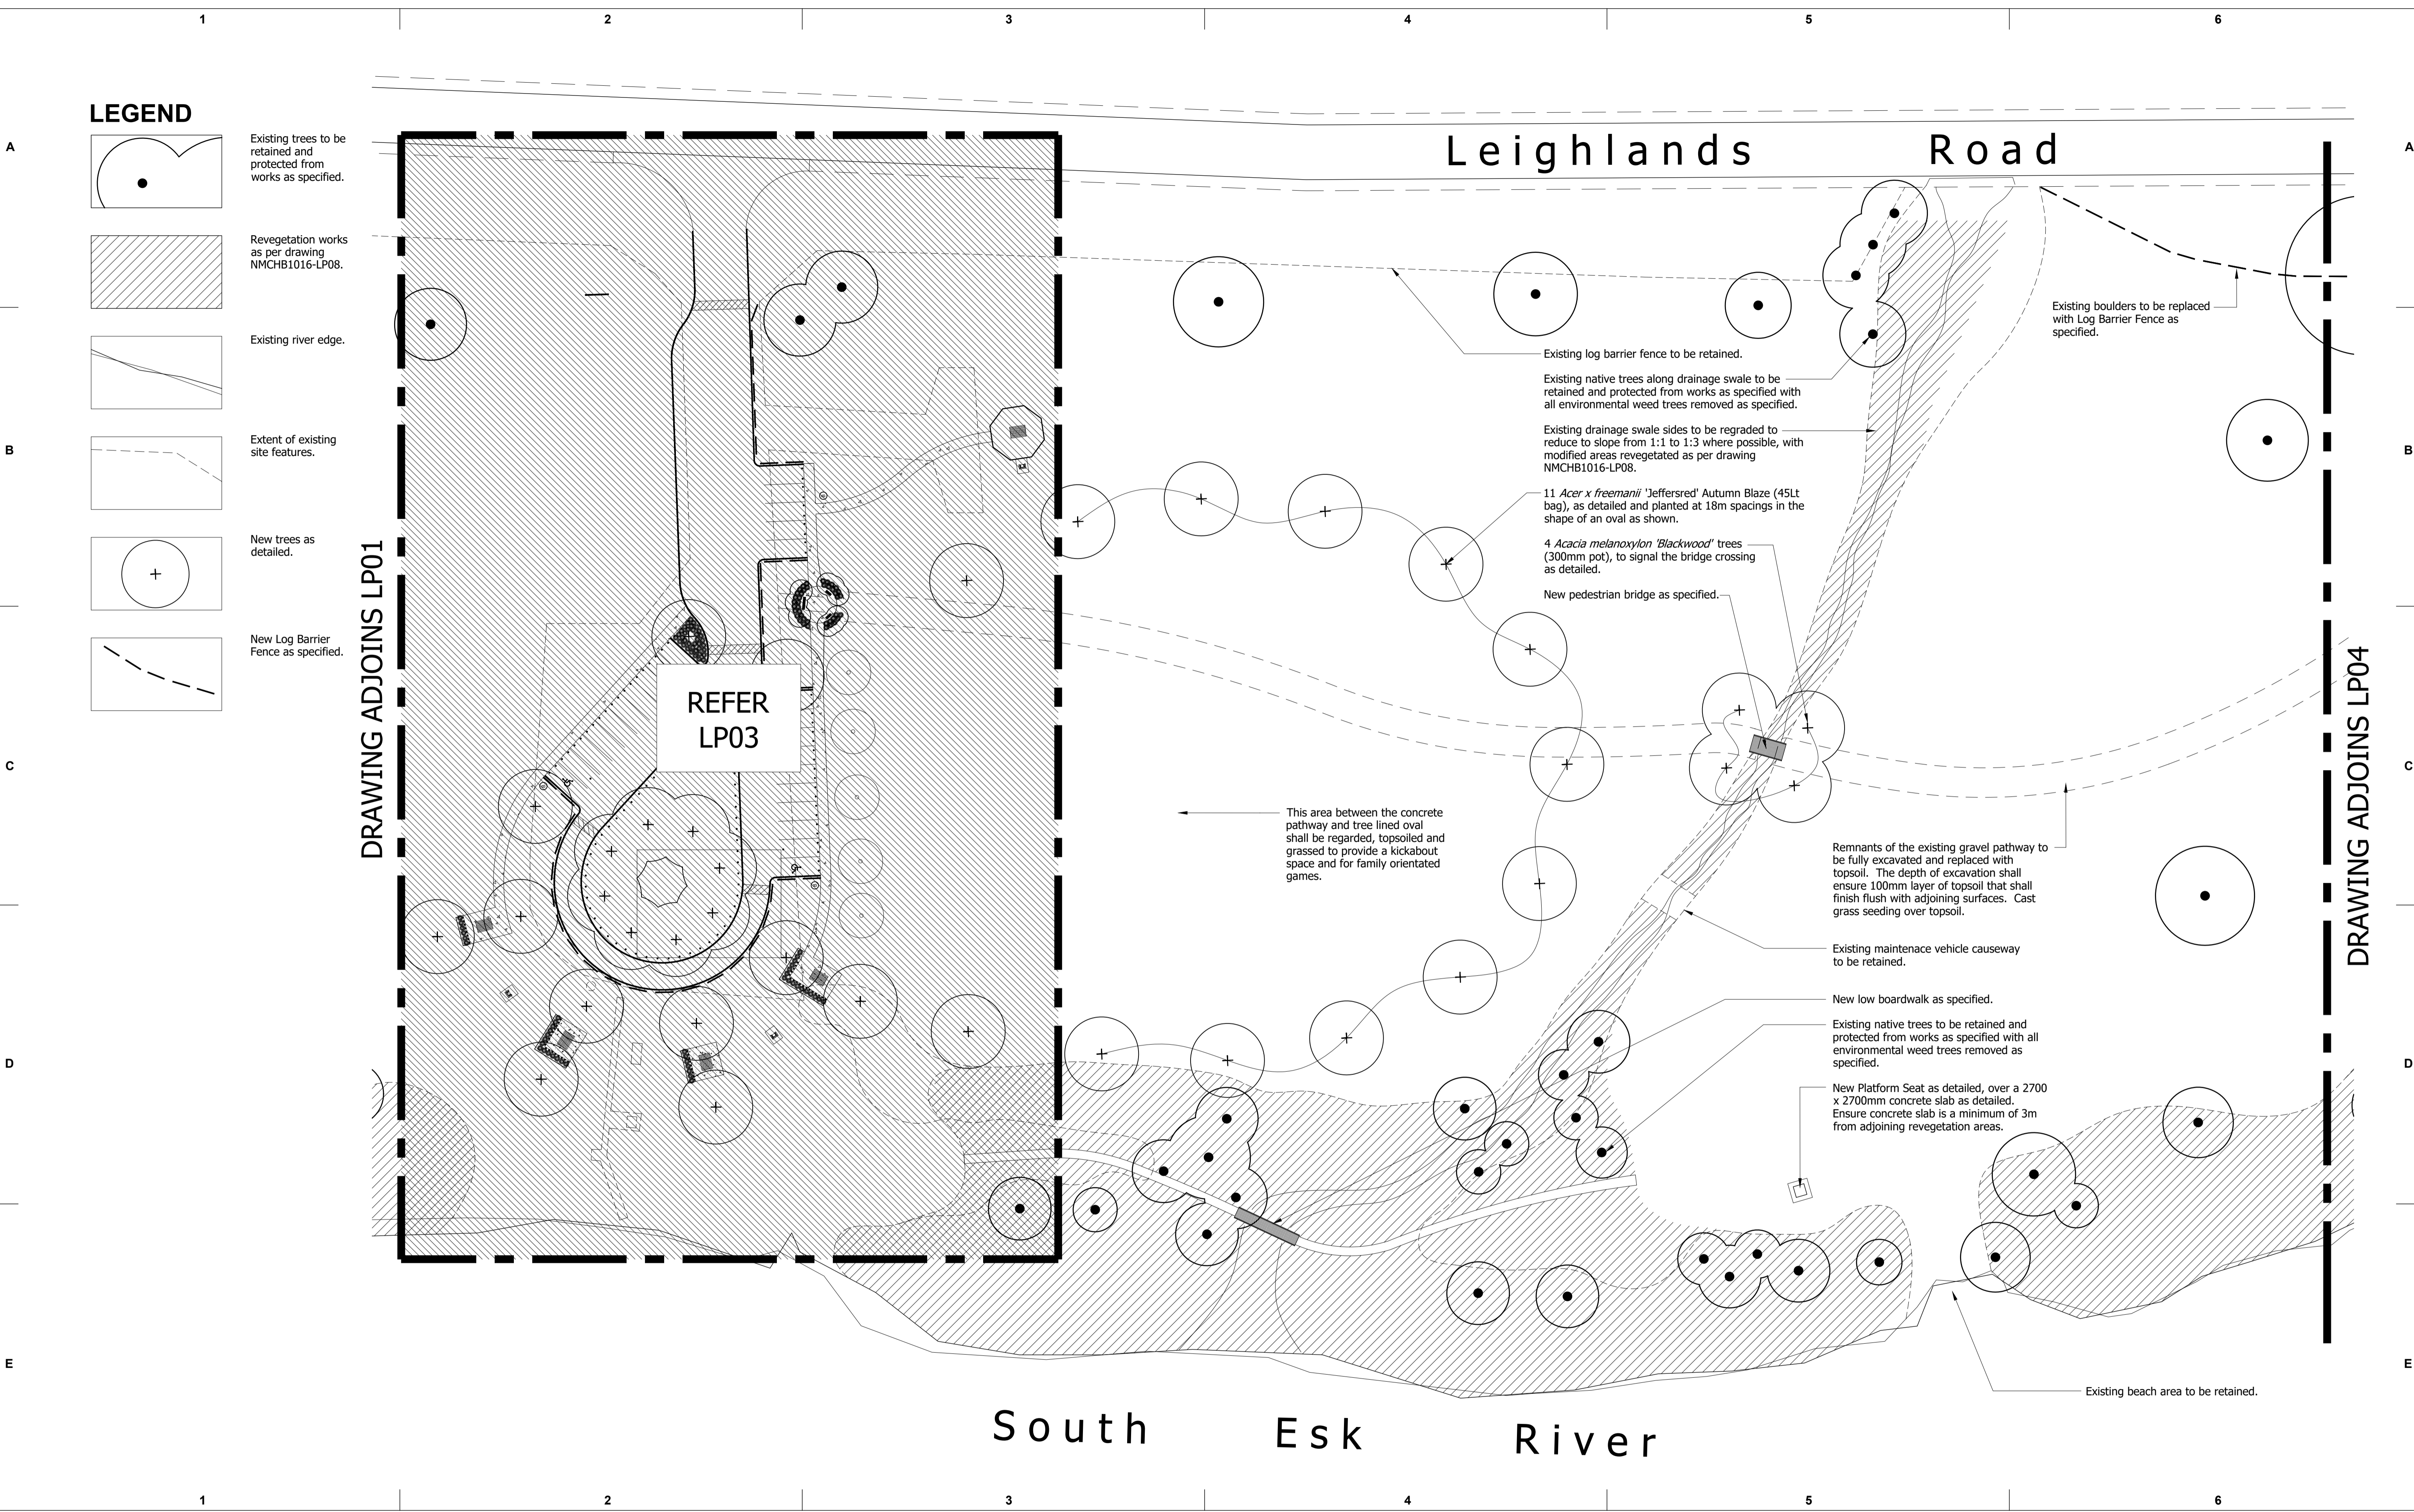 1 2 3 4 5 6
LEGEND
A
Existing trees to be
retained and
protected from
works as specified.
Revegetation works
as per drawing
NMCHB1016-LP08.
Existing river edge.
B
Extent of existing
site features.
New trees as
detailed.
New Log Barrier
Fence as specified.
C
D
E
DRAWING ADJOINS LP01
REFER
LP03
Leighlands Road
A
Existing boulders to be replaced
with Log Barrier Fence as
specified.
Existing log barrier fence to be retained.
Existing native trees along drainage swale to be
retained and protected from works as specified with
all environmental weed trees removed as specified.
Existing drainage swale sides to be regraded to
reduce to slope from 1:1 to 1:3 where possible, with
modified areas revegetated as per drawing
NMCHB1016-LP08.
B
11 Acer x freemanii 'Jeffersred' Autumn Blaze (45Lt
bag), as detailed and planted at 18m spacings in the
shape of an oval as shown.
4 Acacia melanoxylon 'Blackwood' trees
(300mm pot), to signal the bridge crossing
as detailed.
New pedestrian bridge as specified.
This area between the concrete
pathway and tree lined oval
shall be regarded, topsoiled and
grassed to provide a kickabout
space and for family orientated
games.
C
Remnants of the existing gravel pathway to
be fully excavated and replaced with
topsoil. The depth of excavation shall
ensure 100mm layer of topsoil that shall
finish flush with adjoining surfaces. Cast
grass seeding over topsoil.
Existing maintenace vehicle causeway
to be retained.
New low boardwalk as specified.
Existing native trees to be retained and
protected from works as specified with all
environmental weed trees removed as
specified.
D
New Platform Seat as detailed, over a 2700
x 2700mm concrete slab as detailed.
Ensure concrete slab is a minimum of 3m
from adjoining revegetation areas.
DRAWING ADJOINS LP04
E
Existing beach area to be retained.
South Esk River
1 2 3 4 5 6